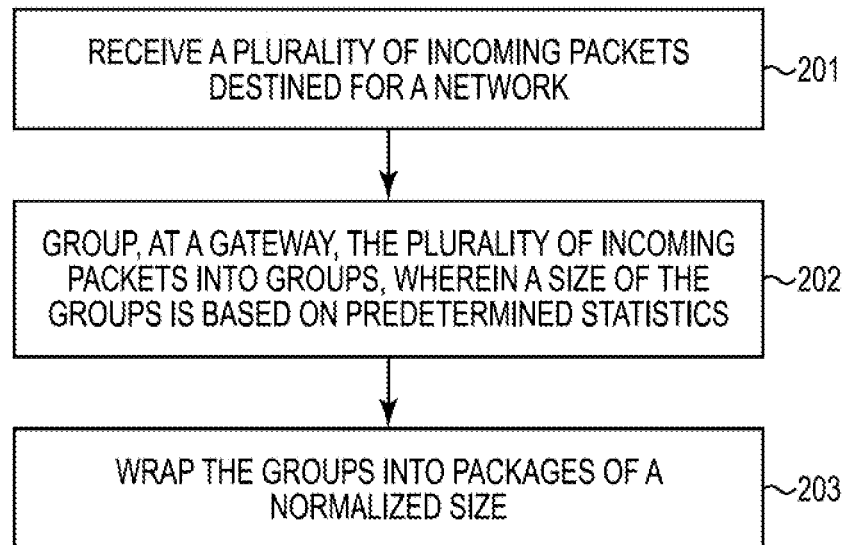 RECEIVE A PLURALITY OF INCOMING PACKETS
DESTINED FOR A NETWORK
201
GROUP, AT A GATEWAY, THE PLURALITY OF INCOMING
PACKETS INTO GROUPS, WHEREIN A SIZE OF THE
GROUPS IS BASED ON PREDETERMINED STATISTICS
202
WRAP THE GROUPS INTO PACKAGES OF A
NORMALIZED SIZE
203